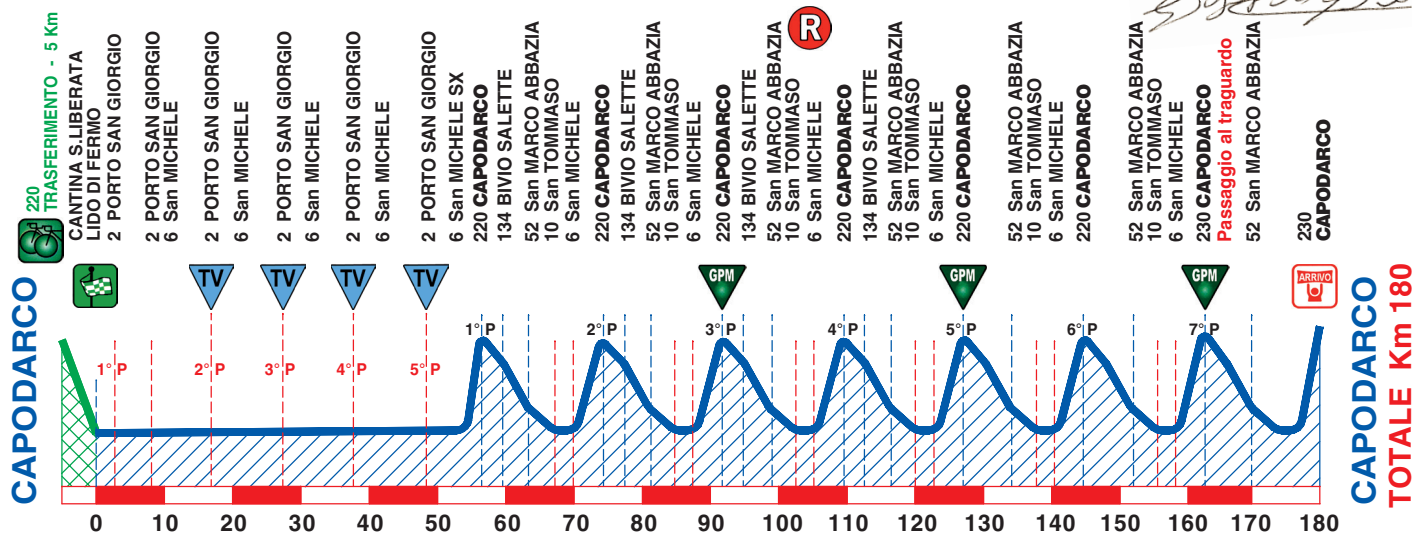 220
TRASFERIMENTO - 5 Km
CANTINA S.LIBERATA
LIDO DI FERMO
2 PORTO SAN GIORGIO
2 PORTO SAN GIORGIO
6 San MICHELE
2 PORTO SAN GIORGIO
6 San MICHELE
2 PORTO SAN GIORGIO
6 San MICHELE
2 PORTO SAN GIORGIO
6 San MICHELE
2 PORTO SAN GIORGIO
6 San MICHELE SX
220 CAPODARCO
134 BIVIO SALETTE
52 San MARCO ABBAZIA
10 San TOMMASO
6 San MICHELE
220 CAPODARCO
134 BIVIO SALETTE
52 San MARCO ABBAZIA
10 San TOMMASO
6 San MICHELE
220 CAPODARCO
134 BIVIO SALETTE
52 San MARCO ABBAZIA
10 San TOMMASO
6 San MICHELE
R
220 CAPODARCO
134 BIVIO SALETTE
52 San MARCO ABBAZIA
10 San TOMMASO
6 San MICHELE
220 CAPODARCO
52 San MARCO ABBAZIA
10 San TOMMASO
6 San MICHELE
220 CAPODARCO
52 San MARCO ABBAZIA
10 San TOMMASO
6 San MICHELE
230 CAPODARCO
Passaggio al traguardo
52 San MARCO ABBAZIA
230
CAPODARCO
TV TV TV TV GPM GPM GPM ARRIVO
1° P 2° P 3° P 4° P 5° P 6° P 7° P
1° P 2° P 3° P 4° P 5° P
CAPODARCO
CAPODARCO
TOTALE Km 180
0 10 20 30 40 50 60 70 80 90 100 110 120 130 140 150 160 170 180